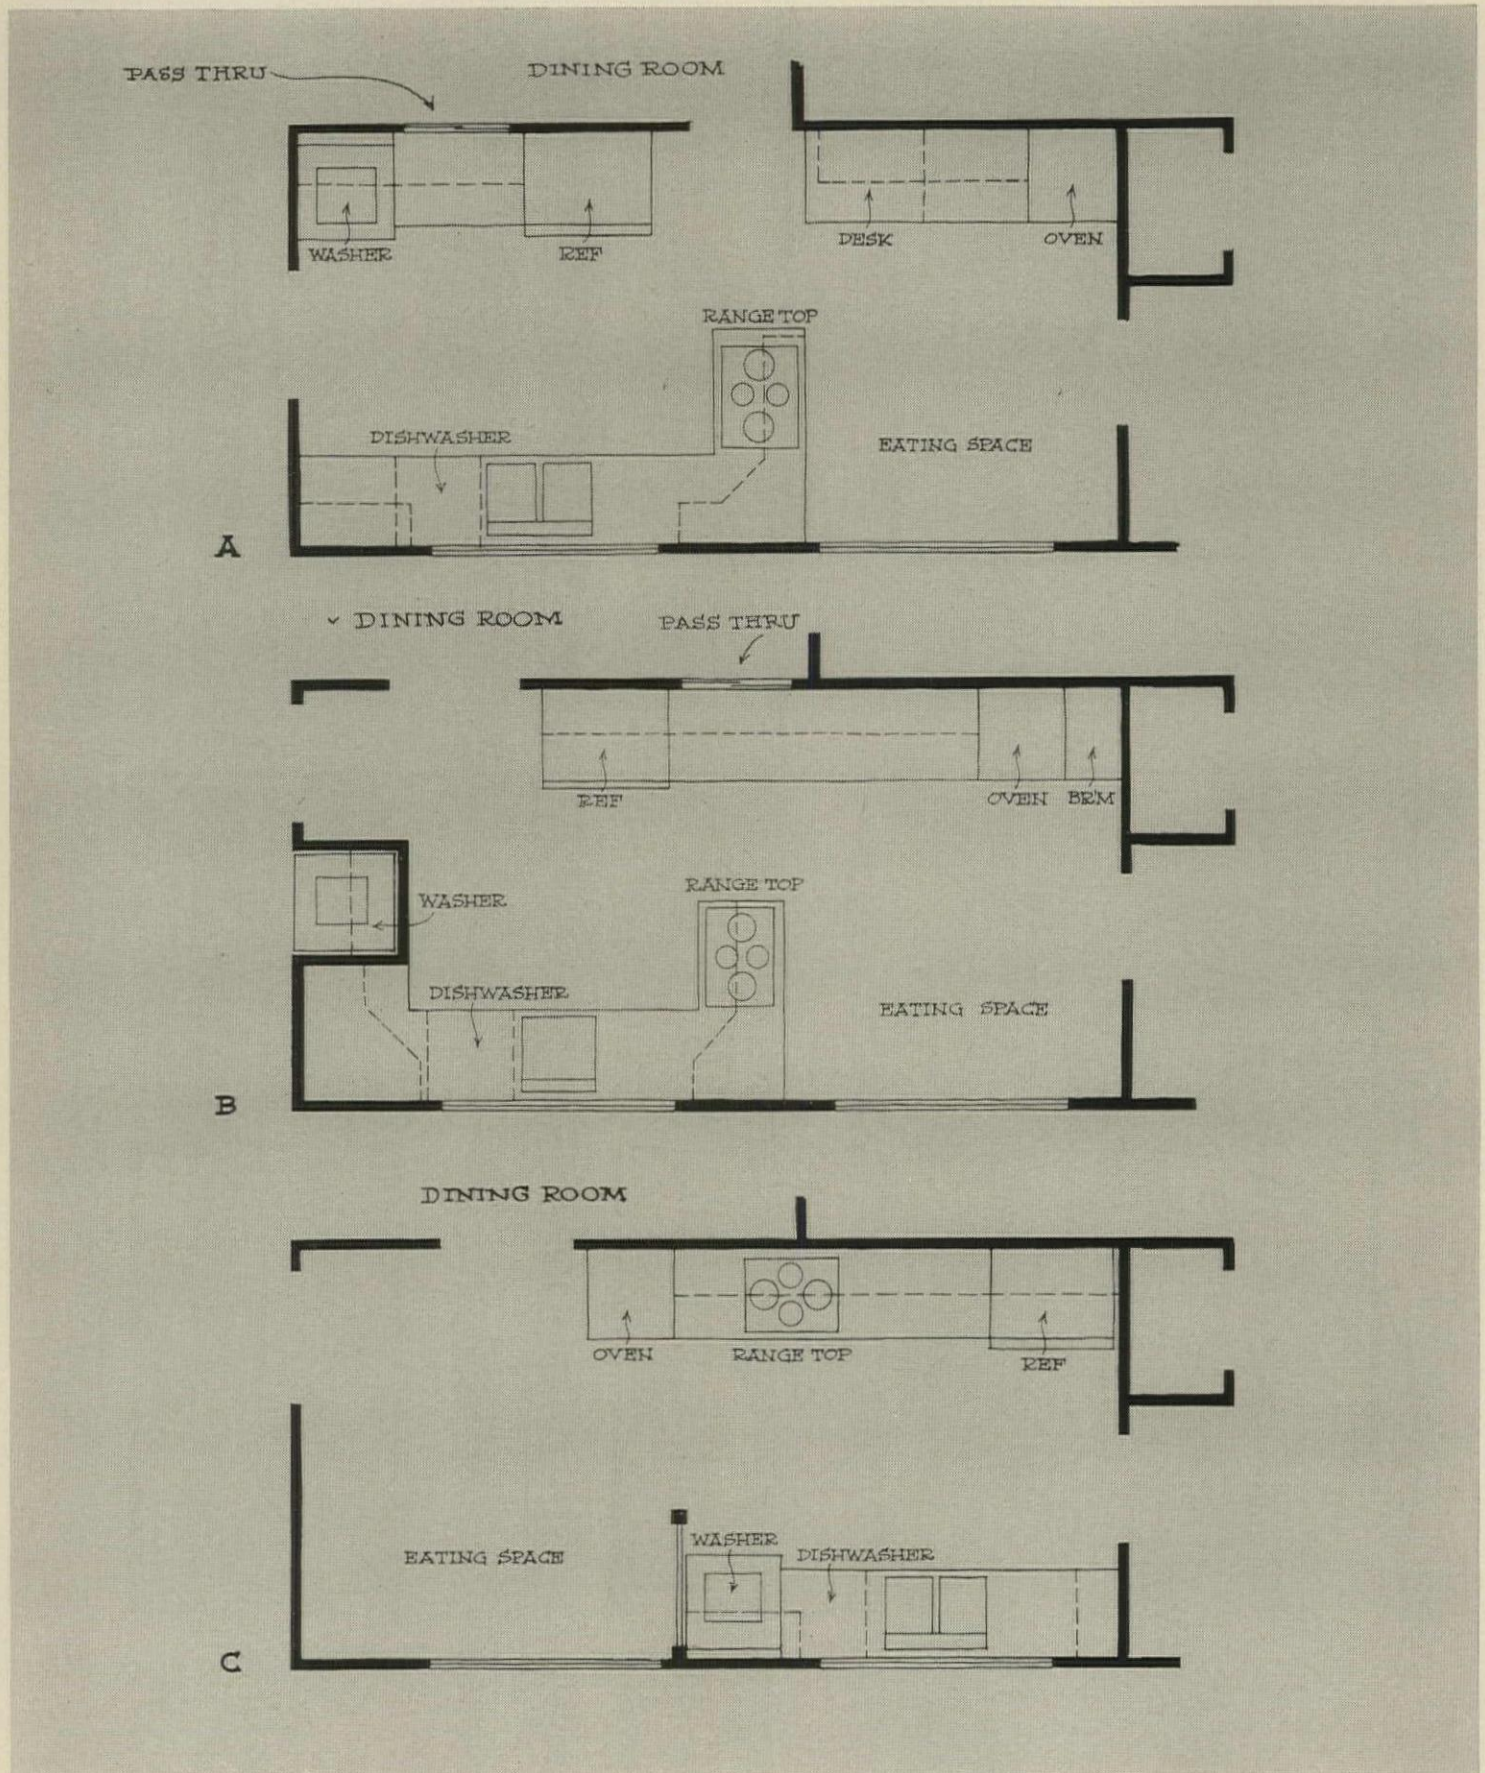 PASS THRU
DINING ROOM
WASHER
REF
DESK
OVEN
RANGE TOP
DISHWASHER
EATING SPACE
A
DINING ROOM
PASS THRU
REF
OVEN
BR'M
RANGE TOP
WASHER
DISHWASHER
EATING SPACE
B
DINING ROOM
OVEN
RANGE TOP
REF
WASHER
DISHWASHER
EATING SPACE
C